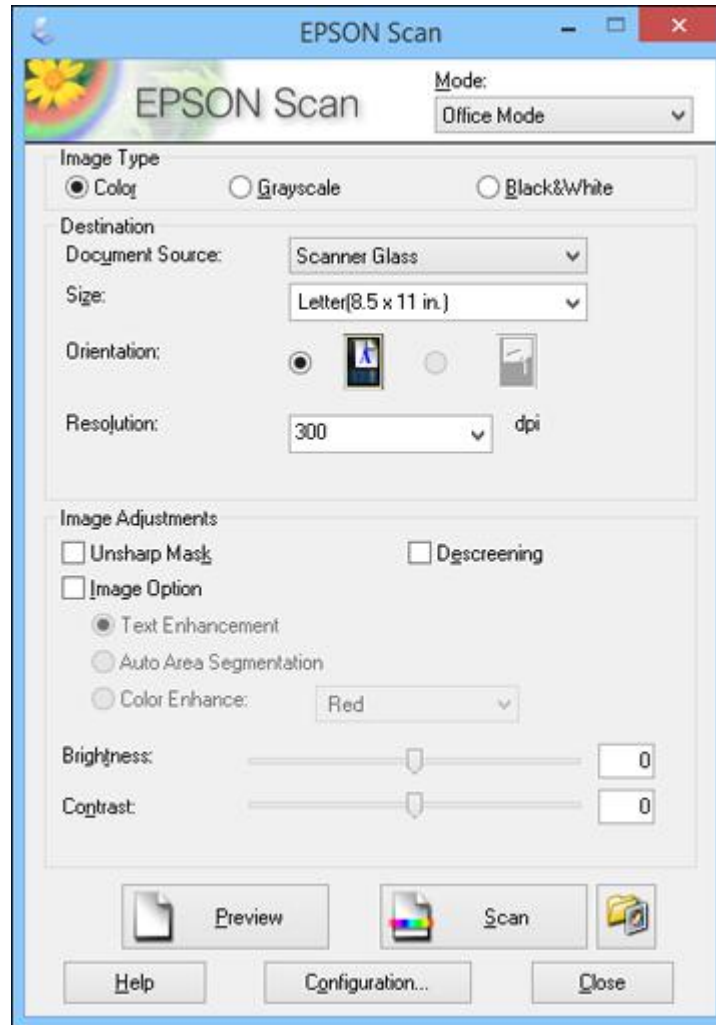 EPSON Scan
EPSON Scan
Mode:
Office Mode
Image Type
Color Grayscale Black&White
Destination
Document Source: Scanner Glass
Size: Letter(8.5 x 11 in.)
Orientation:
Resolution: 300 dpi
Image Adjustments
Unsharp Mask Descreening
Image Option
Text Enhancement
Auto Area Segmentation
Color Enhance: Red
Brightness: 0
Contrast: 0
Preview Scan
Help Configuration... Close